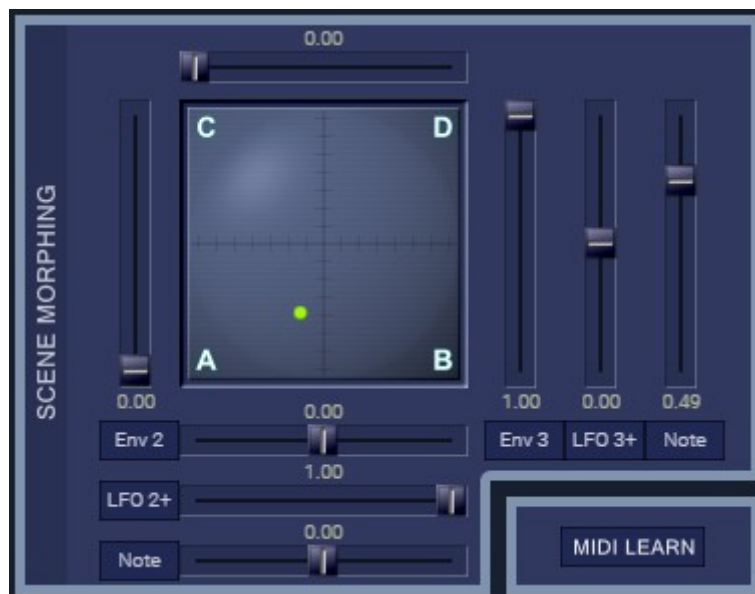 SCENE MORPHING
0.00
C D
A B
0.00
1.00 0.00 0.49
0.00
Env 2
Env 3 LFO 3+ Note
1.00
LFO 2+
0.00
Note
MIDI LEARN